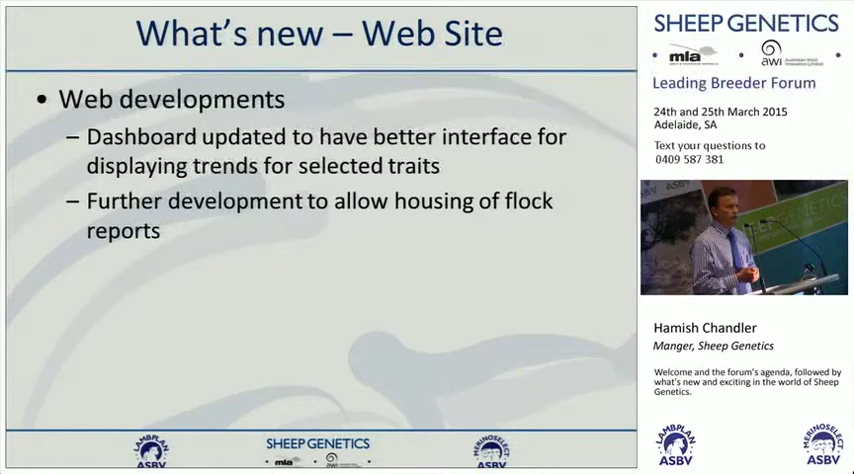 What's new – Web Site
• Web developments
– Dashboard updated to have better interface for
displaying trends for selected traits
– Further development to allow housing of flock
reports
LAMBPLAN
ASBV
SHEEP GENETICS
mla
MERINOSELECT
ASBV
SHEEP GENETICS
mla
awi
Leading Breeder Forum
24th and 25th March 2015
Adelaide, SA
Text your questions to
0409 587 381
ASBV
SHEEP GENETICS
Hamish Chandler
Manger, Sheep Genetics
Welcome and the forum's agenda, followed by
what's new and exciting in the world of Sheep
Genetics.
LAMBPLAN
ASBV
MERINOSELECT
ASBV